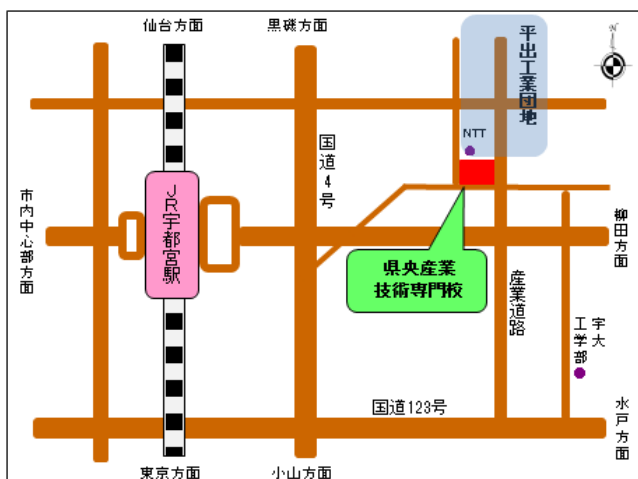 仙台方面
黒磯方面
平出工業団地
N
NTT
国道4号
市内中心部方面
JR宇都宮駅
柳田方面
県央産業
技術専門校
産業道路
宇大
工学部
国道123号
水戸方面
東京方面
小山方面